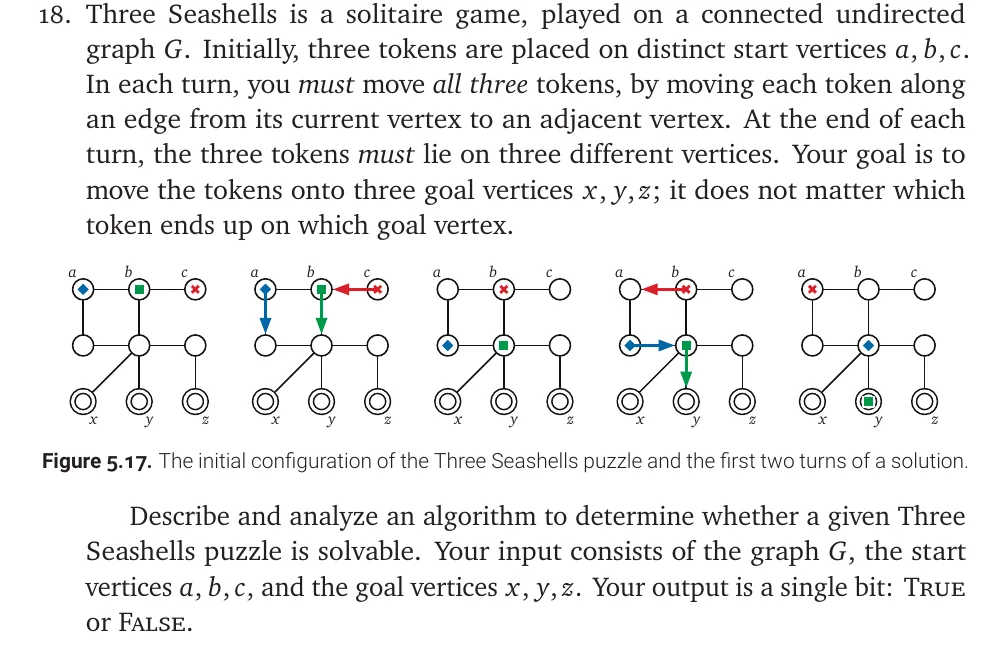 18. Three Seashells is a solitaire game, played on a connected undirected
graph G. Initially, three tokens are placed on distinct start vertices a, b, c.
In each turn, you must move all three tokens, by moving each token along
an edge from its current vertex to an adjacent vertex. At the end of each
turn, the three tokens must lie on three different vertices. Your goal is to
move the tokens onto three goal vertices x, y, z; it does not matter which
token ends up on which goal vertex.
a b c a b c a b c a b c a b c
x y z x y z x y z x y z x y z
Figure 5.17. The initial configuration of the Three Seashells puzzle and the first two turns of a solution.
Describe and analyze an algorithm to determine whether a given Three
Seashells puzzle is solvable. Your input consists of the graph G, the start
vertices a, b, c, and the goal vertices x, y, z. Your output is a single bit: TRUE
or FALSE.